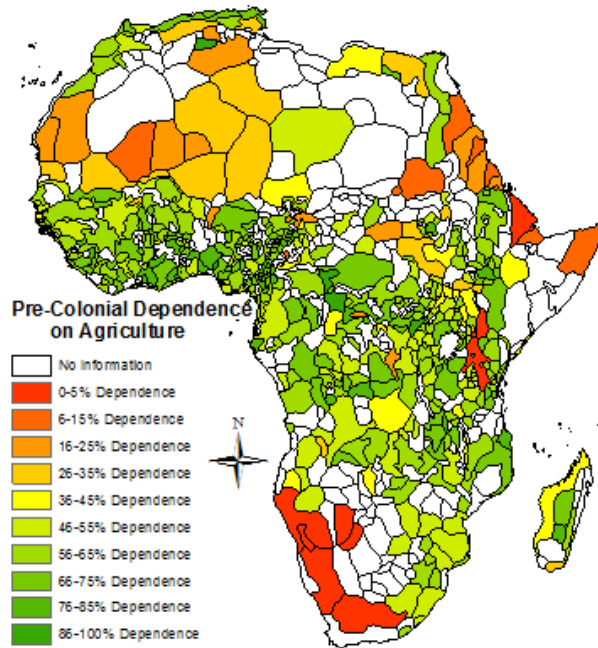 Pre-Colonial Dependence
on Agriculture
No Information
0-5% Dependence
6-15% Dependence
16-25% Dependence
26-35% Dependence
36-45% Dependence
46-55% Dependence
56-65% Dependence
66-75% Dependence
76-85% Dependence
86-100% Dependence
N